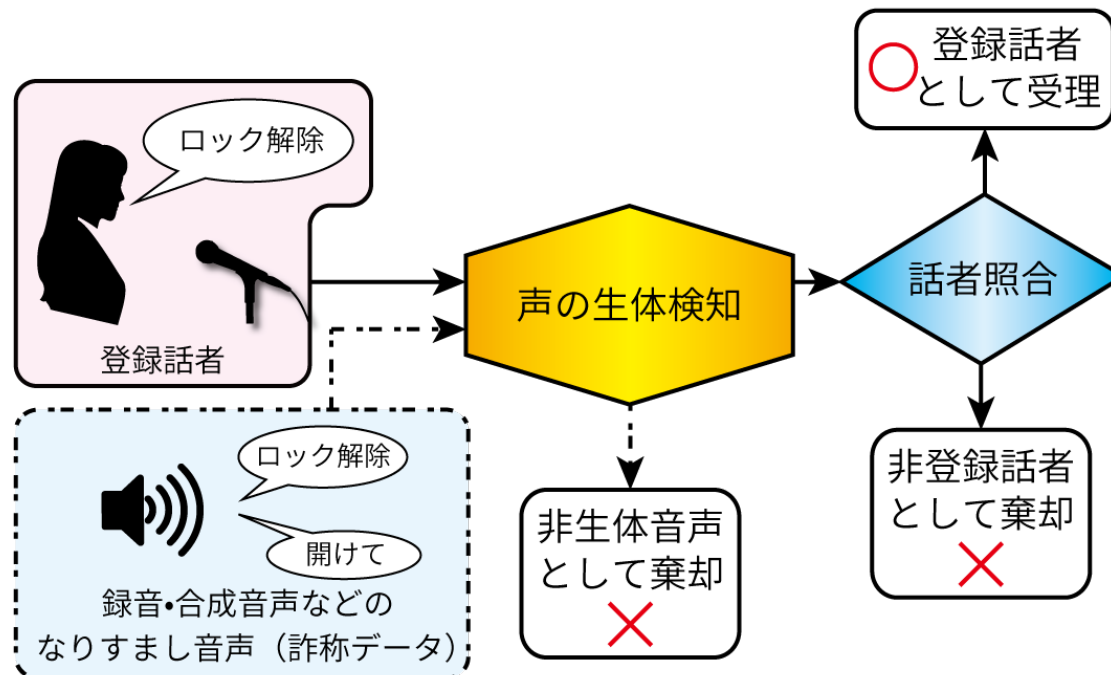 ロック解除
登録話者
ロック解除
開けて
録音・合成音声などの
なりすまし音声（詐称データ）
声の生体検知
非生体音声
として棄却
話者照合
登録話者
として受理
非登録話者
として棄却